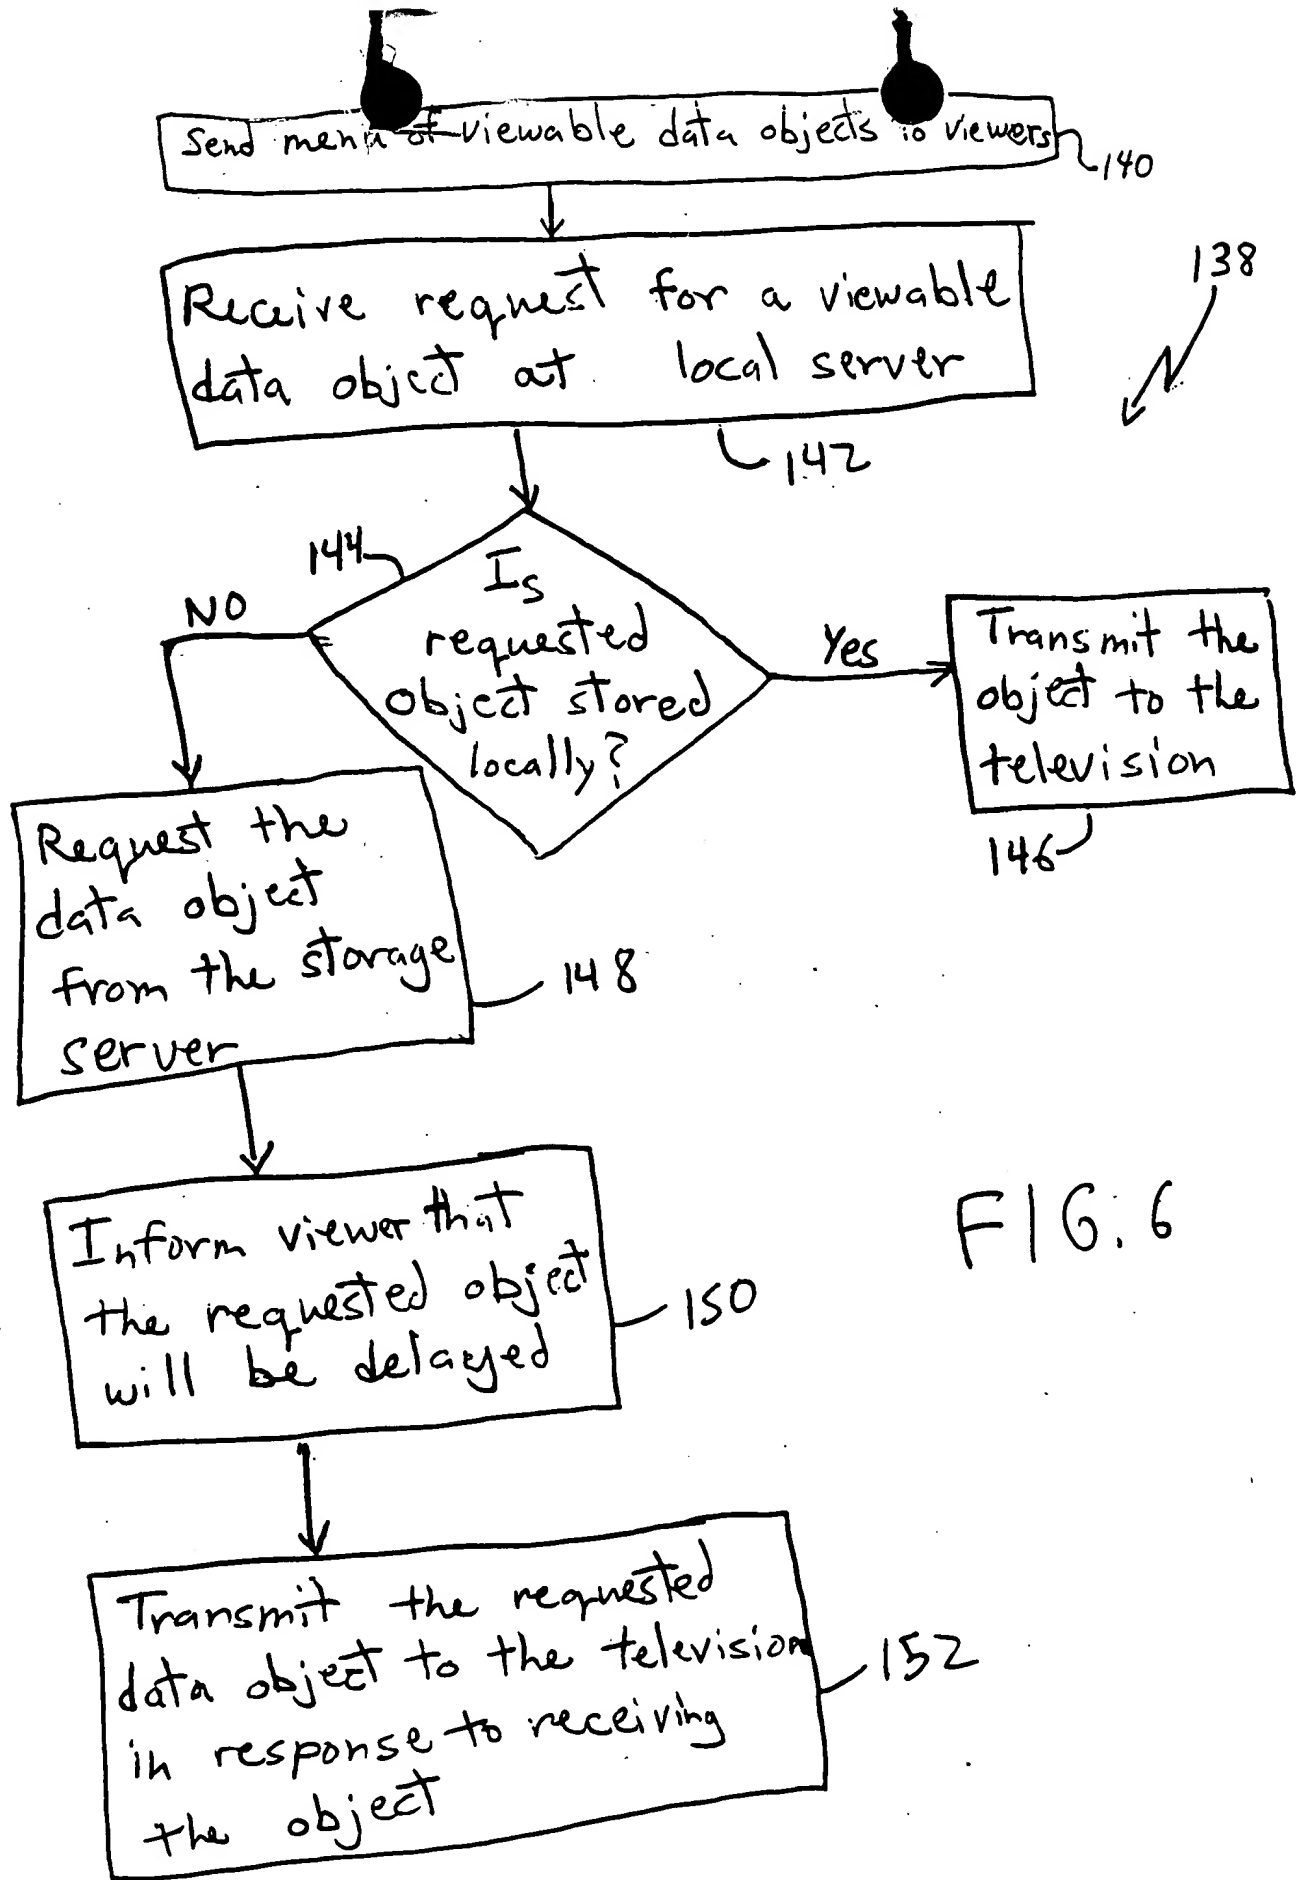 Send menu of viewable data objects to viewers
140
Receive request for a viewable
data object at local server
142
138
144
Is
requested
object stored
locally?
NO
Yes
Transmit the
object to the
television
146
Request the
data object
from the storage
server
148
Inform viewer that
the requested object
will be delayed
150
FIG. 6
Transmit the requested
data object to the television
in response to receiving
the object
152